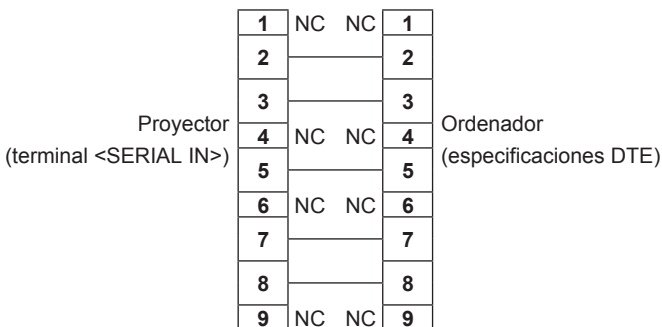 1 NC NC 1
2 2
3 3
Proyector
(terminal <SERIAL IN>)
4 NC NC 4
Ordenador
(especificaciones DTE)
5 5
6 NC NC 6
7 7
8 8
9 NC NC 9